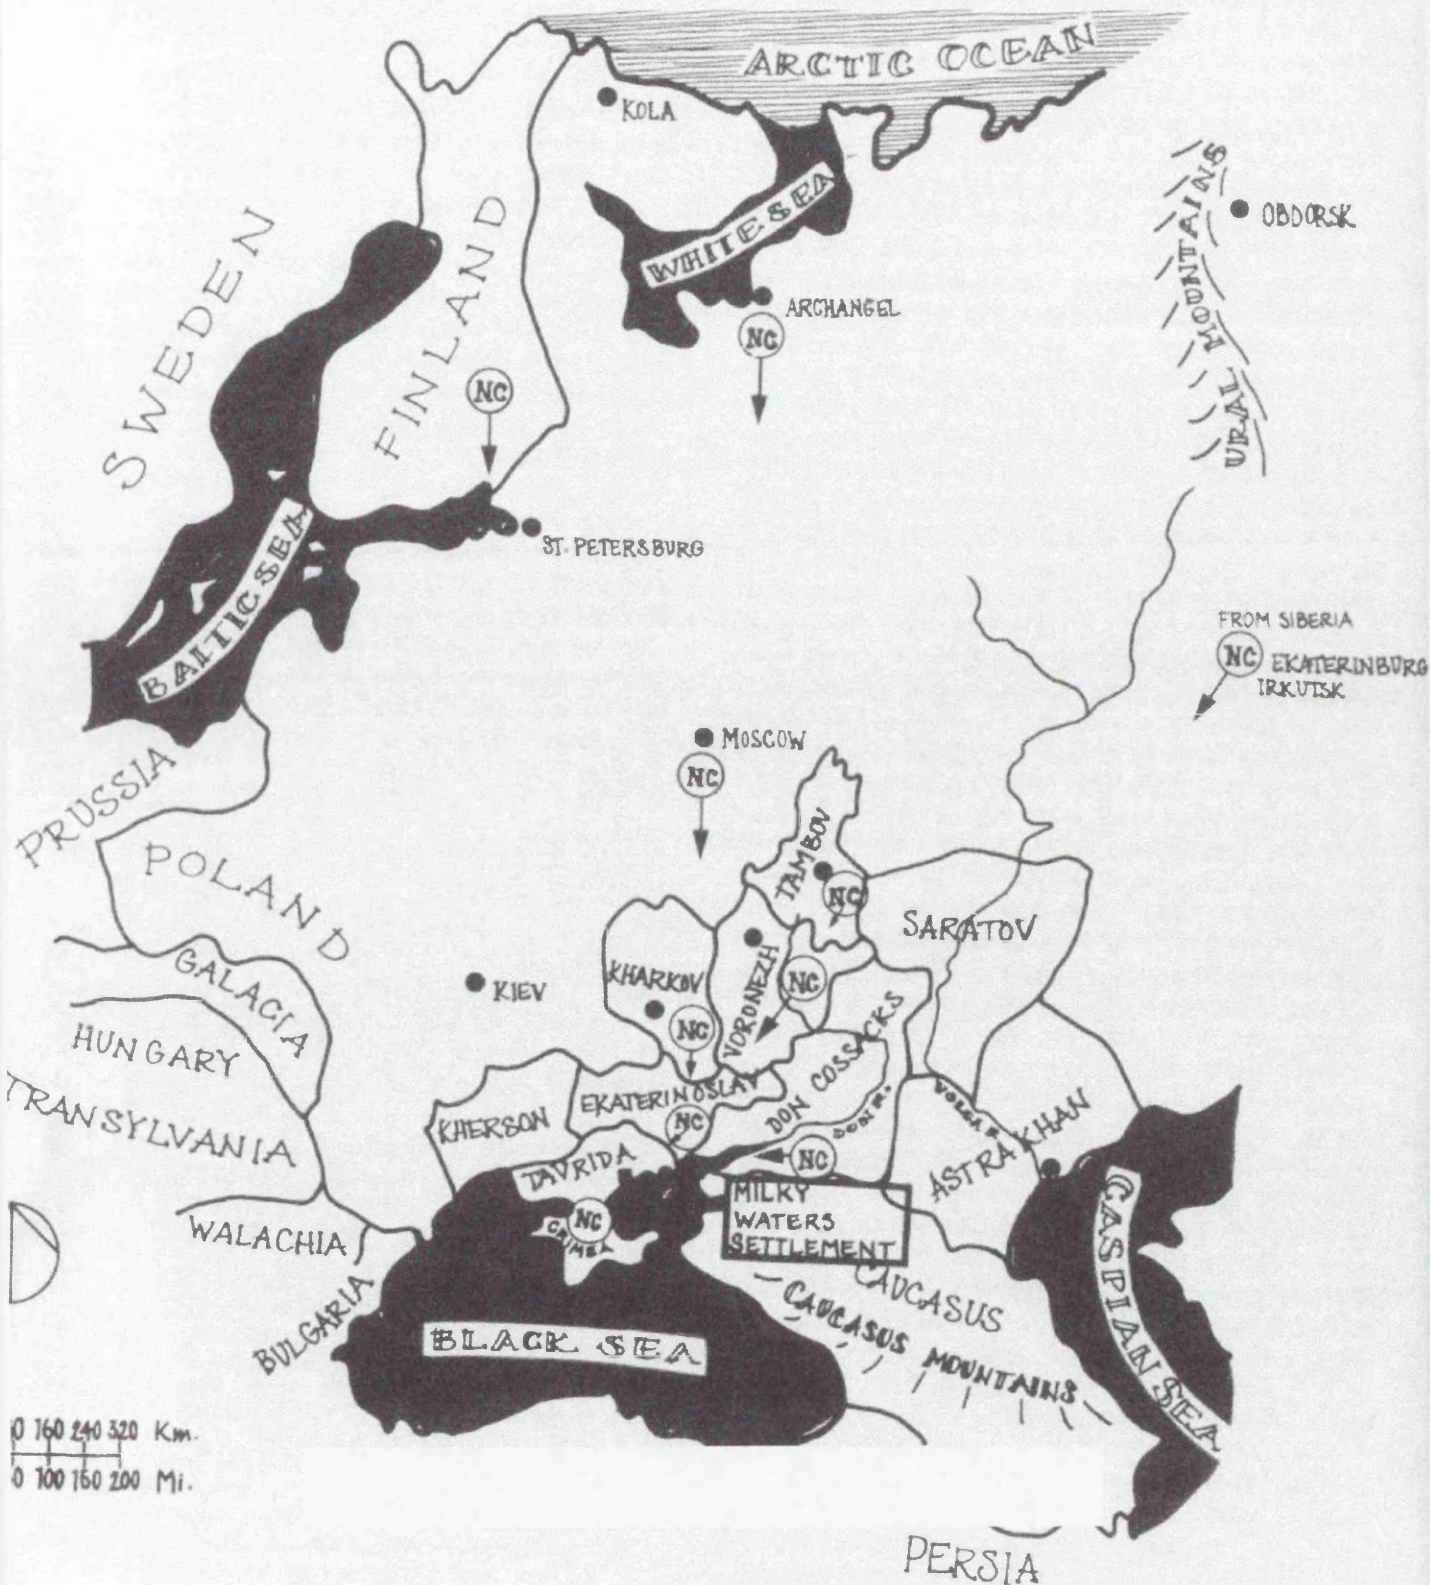 ARCTIC OCEAN
KOLA
URAL MOUNTAINS
OBDORSK
WHITE SEA
SWEDEN
FINLAND
ARCHANGEL
NC
NC
ST. PETERSBURG
BALTIC SEA
FROM SIBERIA
NC EKATERINBURG
IRKUTSK
MOSCOW
NC
PRUSSIA
TAMBOV
NC
POLAND
SARATOV
GALACIA
KIEV
KHARKOV
VORONEZH
NC
NC
HUNGARY
DON COSSACKS
TRANSYLVANIA
KHERSON
EKATERINOSLAV
NC
DON R.
VOLGA R
ASTRAKHAN
TAVRIDA
NC
MILKY
WATERS
SETTLEMENT
NC
CRIMEA
WALACHIA
CAUCASUS
CASPIAN SEA
BULGARIA
BLACK SEA
CAUCASUS MOUNTAINS
0 160 240 320 Km.
0 100 150 200 Mi.
PERSIA